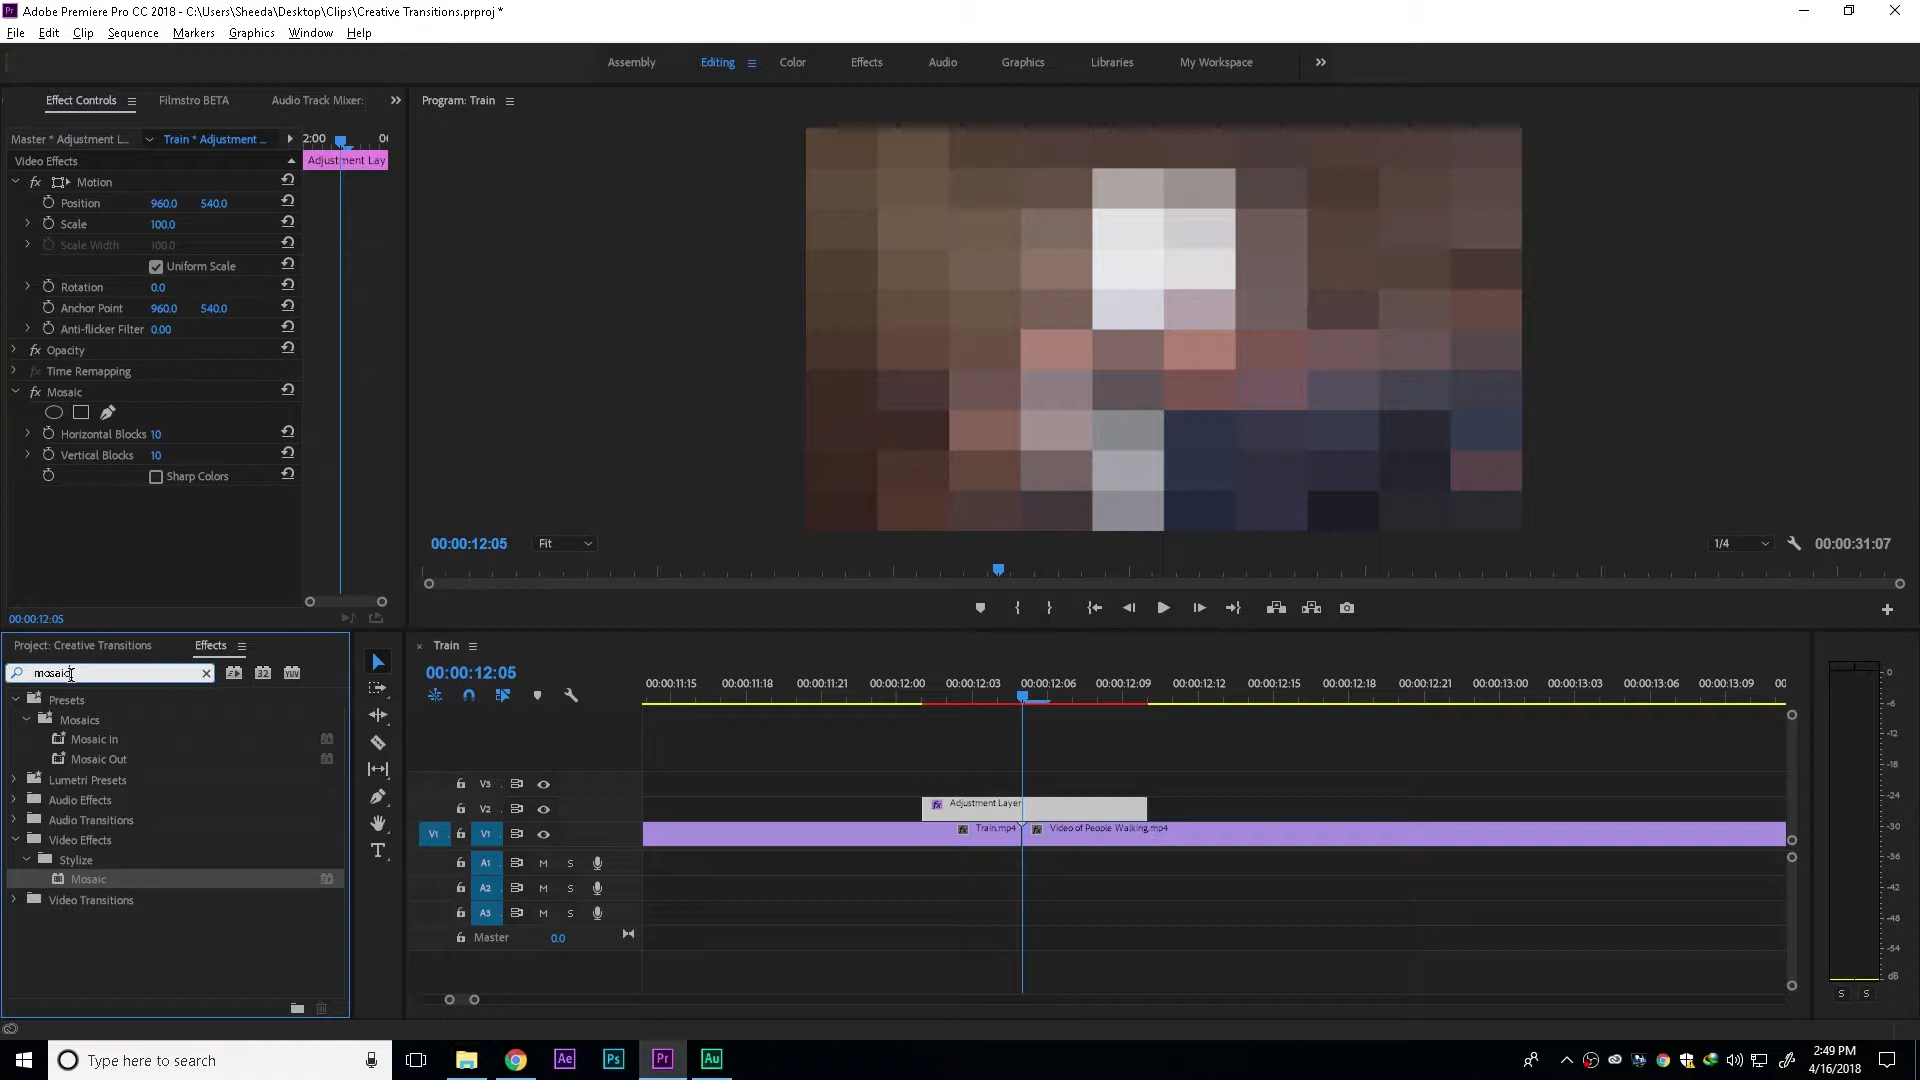 Adobe Premiere Pro CC 2018 - C:\Users\Sheeda\Desktop\Clips\Creative Transitions.prproj *
File Edit Clip Sequence Markers Graphics Window Help
Assembly Editing Color Effects Audio Graphics Libraries My Workspace
Effect Controls Filmstro BETA Audio Track Mixer:
Program: Train
Master * Adjustment L... Train * Adjustment ...
2:00
Video Effects
Adjustment Lay
fx Motion
Position 960.0 540.0
Scale 100.0
Scale Width 100.0
Uniform Scale
Rotation 0.0
Anchor Point 960.0 540.0
Anti-flicker Filter 0.00
fx Opacity
fx Time Remapping
fx Mosaic
Horizontal Blocks 10
Vertical Blocks 10
Sharp Colors
00:00:12:05
00:00:12:05 Fit 1/4 00:00:31:07
Project: Creative Transitions Effects
mosaic
32 YUV
Presets
Mosaics
Mosaic In
Mosaic Out
Lumetri Presets
Audio Effects
Audio Transitions
Video Effects
Stylize
Mosaic
Video Transitions
Train
00:00:12:05
00:00:11:15 00:00:11:18 00:00:11:21 00:00:12:00 00:00:12:03 00:00:12:06 00:00:12:09 00:00:12:12 00:00:12:15 00:00:12:18 00:00:12:21 00:00:13:00 00:00:13:03 00:00:13:06 00:00:13:09
V3
V2
fx Adjustment Layer
V1 V1
fx Train.mp4 fx Video of People Walking.mp4
A1 M S
A2 M S
A3 M S
Master 0.0
0
-6
-12
-18
-24
-30
-36
-42
-48
-54
dB
S S
Type here to search
Ae Ps Pr Au
2:49 PM
4/16/2018